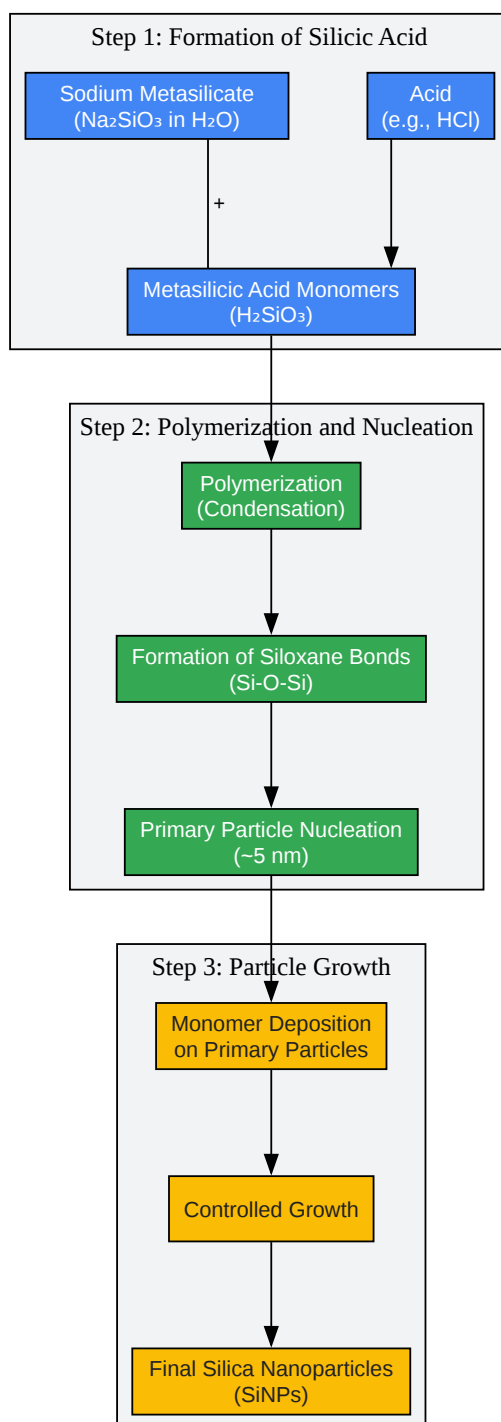 Step 1: Formation of Silicic Acid
Sodium Metasilicate
(Na₂SiO₃ in H₂O)
Acid
(e.g., HCl)
+
Metasilicic Acid Monomers
(H₂SiO₃)
Step 2: Polymerization and Nucleation
Polymerization
(Condensation)
Formation of Siloxane Bonds
(Si-O-Si)
Primary Particle Nucleation
(~5 nm)
Step 3: Particle Growth
Monomer Deposition
on Primary Particles
Controlled Growth
Final Silica Nanoparticles
(SiNPs)